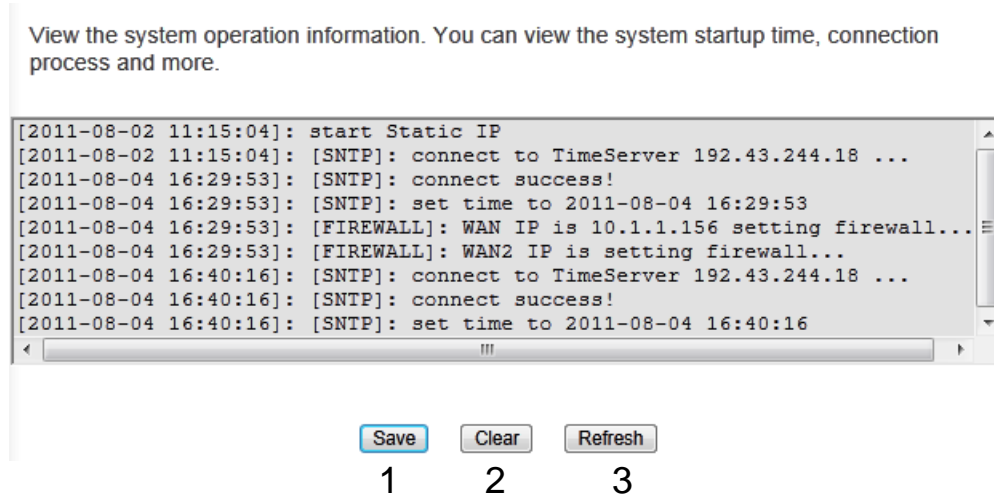 View the system operation information. You can view the system startup time, connection
process and more.
[2011-08-02 11:15:04]: start Static IP
[2011-08-02 11:15:04]: [SNTP]: connect to TimeServer 192.43.244.18 ...
[2011-08-04 16:29:53]: [SNTP]: connect success!
[2011-08-04 16:29:53]: [SNTP]: set time to 2011-08-04 16:29:53
[2011-08-04 16:29:53]: [FIREWALL]: WAN IP is 10.1.1.156 setting firewall...
[2011-08-04 16:29:53]: [FIREWALL]: WAN2 IP is setting firewall...
[2011-08-04 16:40:16]: [SNTP]: connect to TimeServer 192.43.244.18 ...
[2011-08-04 16:40:16]: [SNTP]: connect success!
[2011-08-04 16:40:16]: [SNTP]: set time to 2011-08-04 16:40:16
Save Clear Refresh
1 2 3